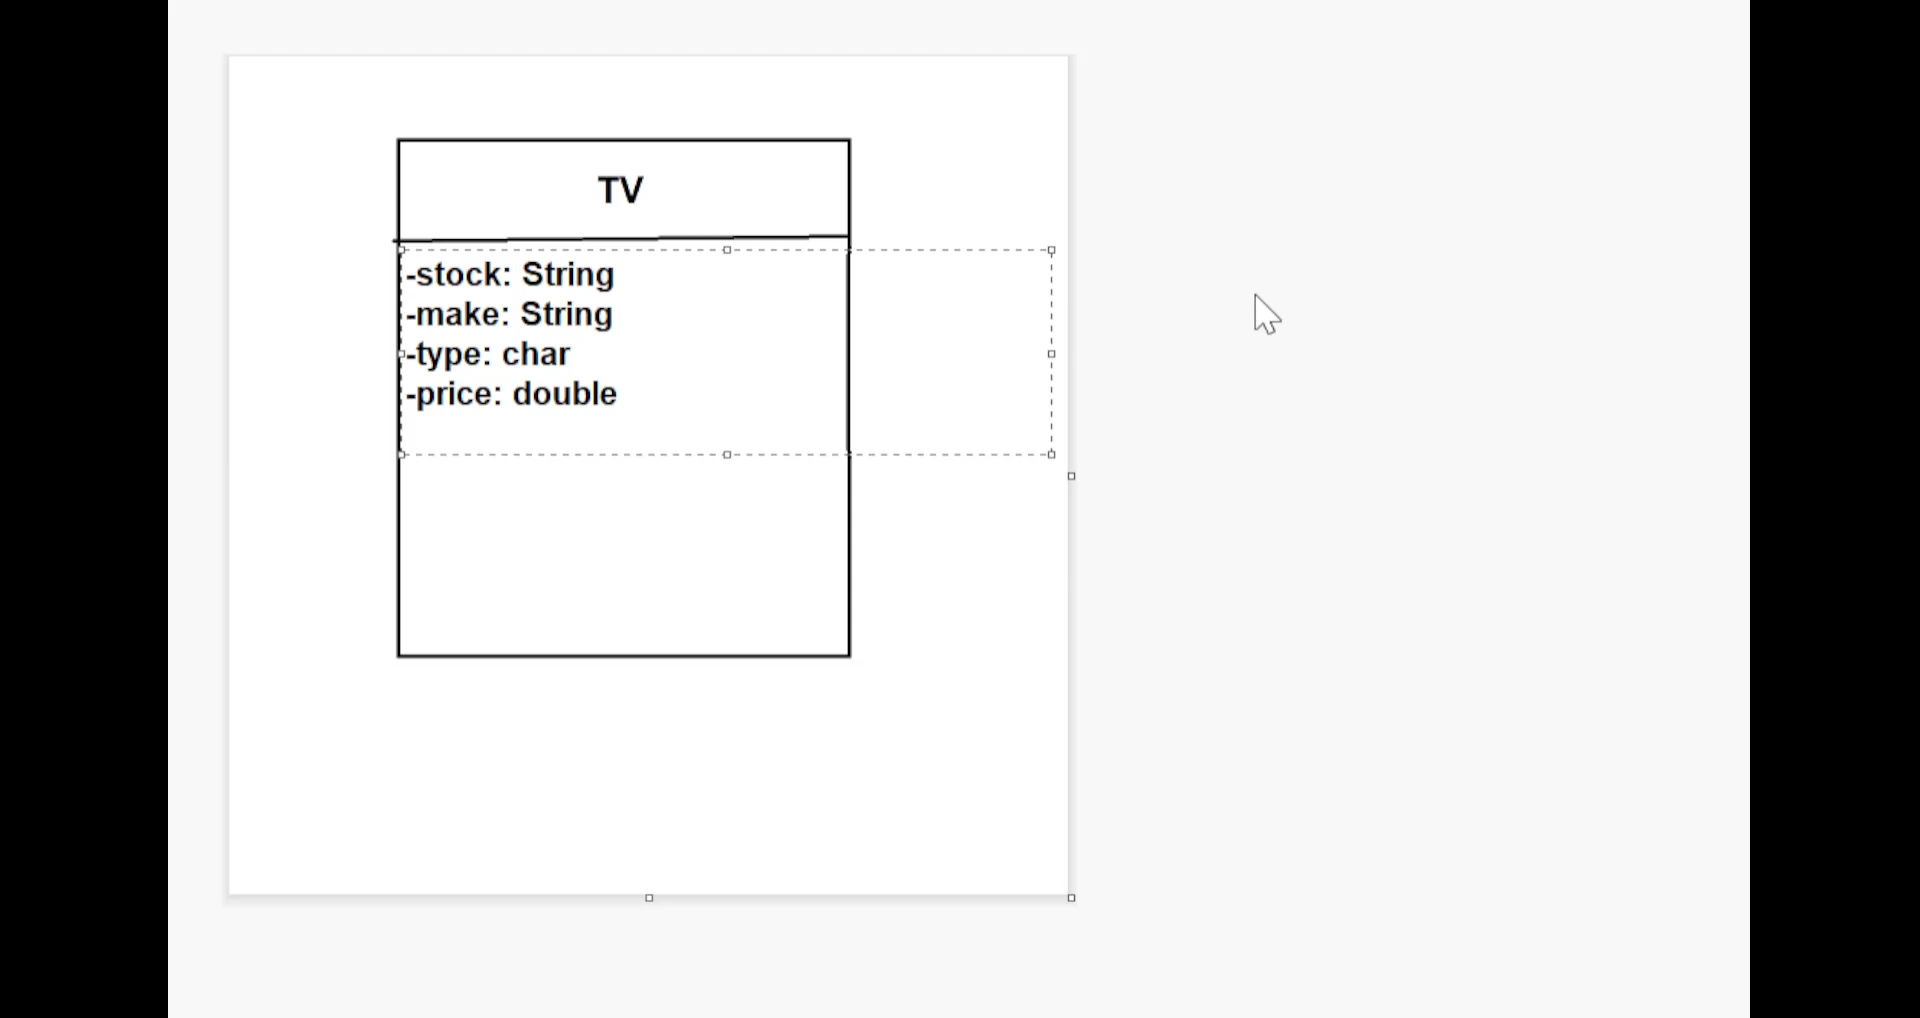 TV
-stock: String
-make: String
-type: char
-price: double